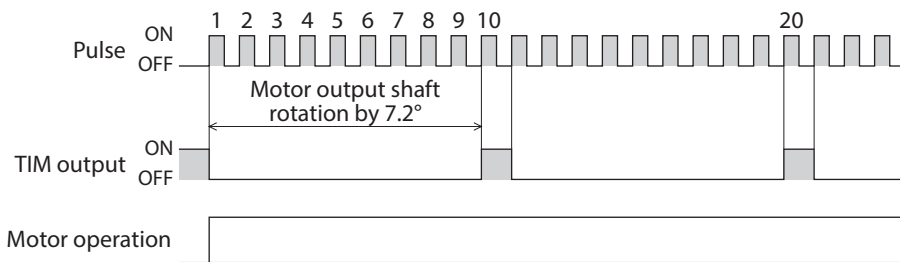 1 2 3 4 5 6 7 8 9 10 20
Pulse
ON
OFF
Motor output shaft
rotation by 7.2°
TIM output
ON
OFF
Motor operation